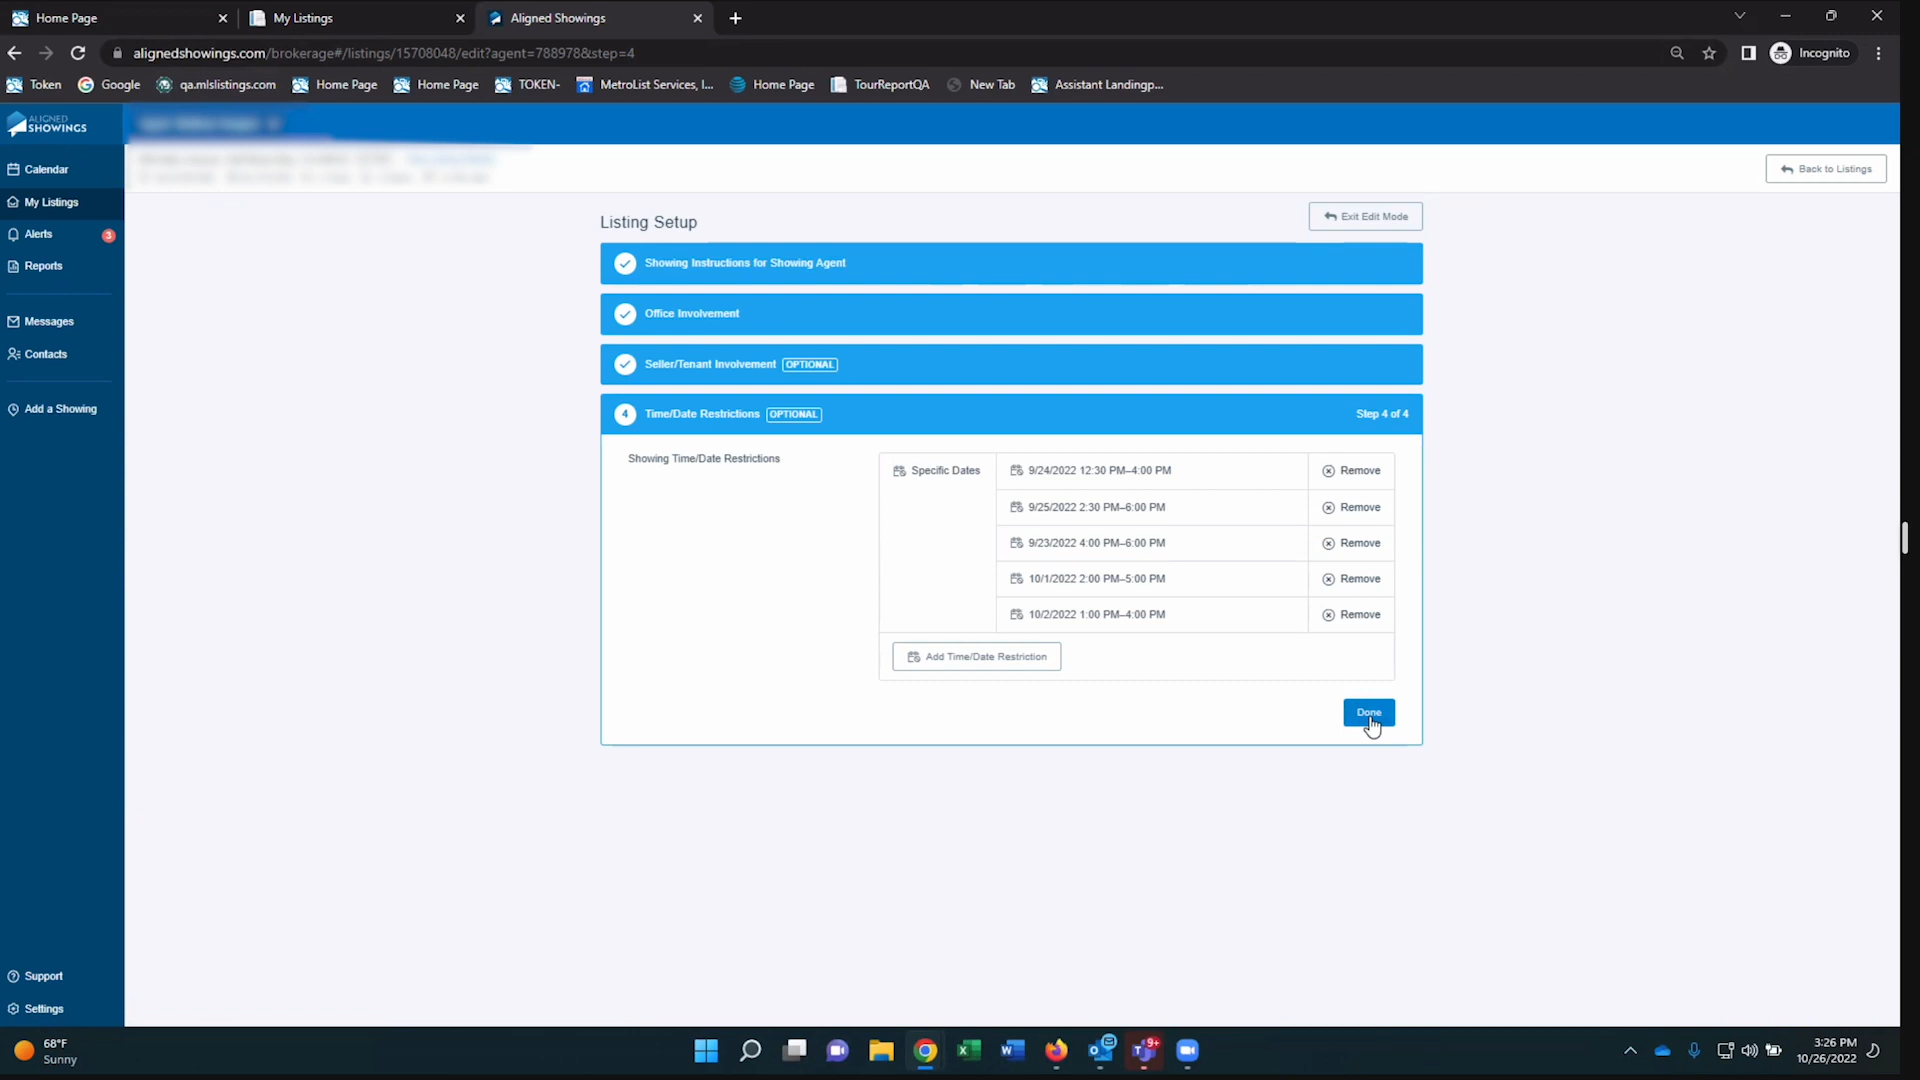 Home Page
My Listings
Aligned Showings
alignedshowings.com/brokerage#/listings/15708048/edit?agent=788978&step=4
Incognito
Token
Google
qa.mlslistings.com
Home Page
Home Page
TOKEN-
MetroList Services, I...
Home Page
TourReportQA
New Tab
Assistant Landingp...
ALIGNED
SHOWINGS
Calendar
My Listings
Alerts
3
Reports
Messages
Contacts
Add a Showing
Support
Settings
Back to Listings
Listing Setup
Exit Edit Mode
Showing Instructions for Showing Agent
Office Involvement
Seller/Tenant Involvement OPTIONAL
4 Time/Date Restrictions OPTIONAL Step 4 of 4
Showing Time/Date Restrictions
Specific Dates
9/24/2022 12:30 PM–4:00 PM Remove
9/25/2022 2:30 PM–6:00 PM Remove
9/23/2022 4:00 PM–6:00 PM Remove
10/1/2022 2:00 PM–5:00 PM Remove
10/2/2022 1:00 PM–4:00 PM Remove
Add Time/Date Restriction
Done
68°F
Sunny
9+
3:26 PM
10/26/2022